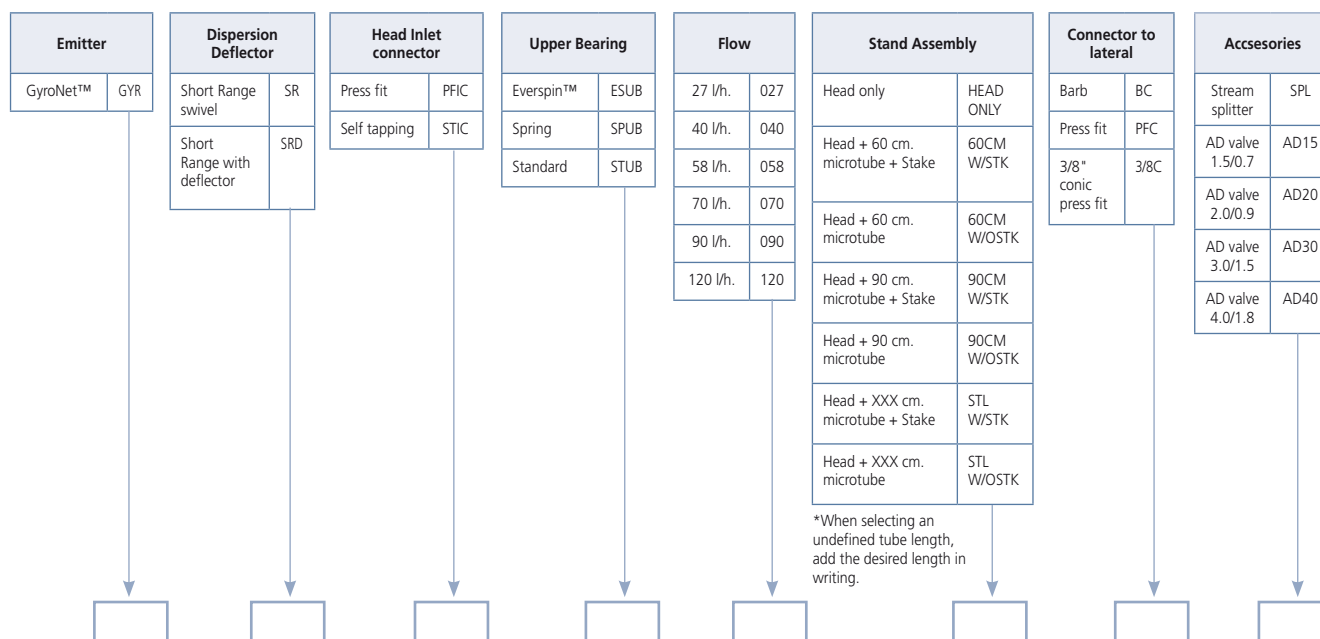 Emitter
GyroNet™ GYR
Dispersion
Deflector
Short Range SR
swivel
Short SRD
Range with
deflector
Head Inlet
connector
Press fit PFIC
Self tapping STIC
Upper Bearing
Everspin™ ESUB
Spring SPUB
Standard STUB
Flow
27 l/h. 027
40 l/h. 040
58 l/h. 058
70 l/h. 070
90 l/h. 090
120 l/h. 120
Stand Assembly
Head only HEAD
ONLY
Head + 60 cm. 60CM
microtube + Stake W/STK
Head + 60 cm. 60CM
microtube W/OSTK
Head + 90 cm. 90CM
microtube + Stake W/STK
Head + 90 cm. 90CM
microtube W/OSTK
Head + XXX cm. STL
microtube + Stake W/STK
Head + XXX cm. STL
microtube W/OSTK
*When selecting an
undefined tube length,
add the desired length in
writing.
Connector to
lateral
Barb BC
Press fit PFC
3/8" 3/8C
conic
press fit
Accsesories
Stream SPL
splitter
AD valve AD15
1.5/0.7
AD valve AD20
2.0/0.9
AD valve AD30
3.0/1.5
AD valve AD40
4.0/1.8